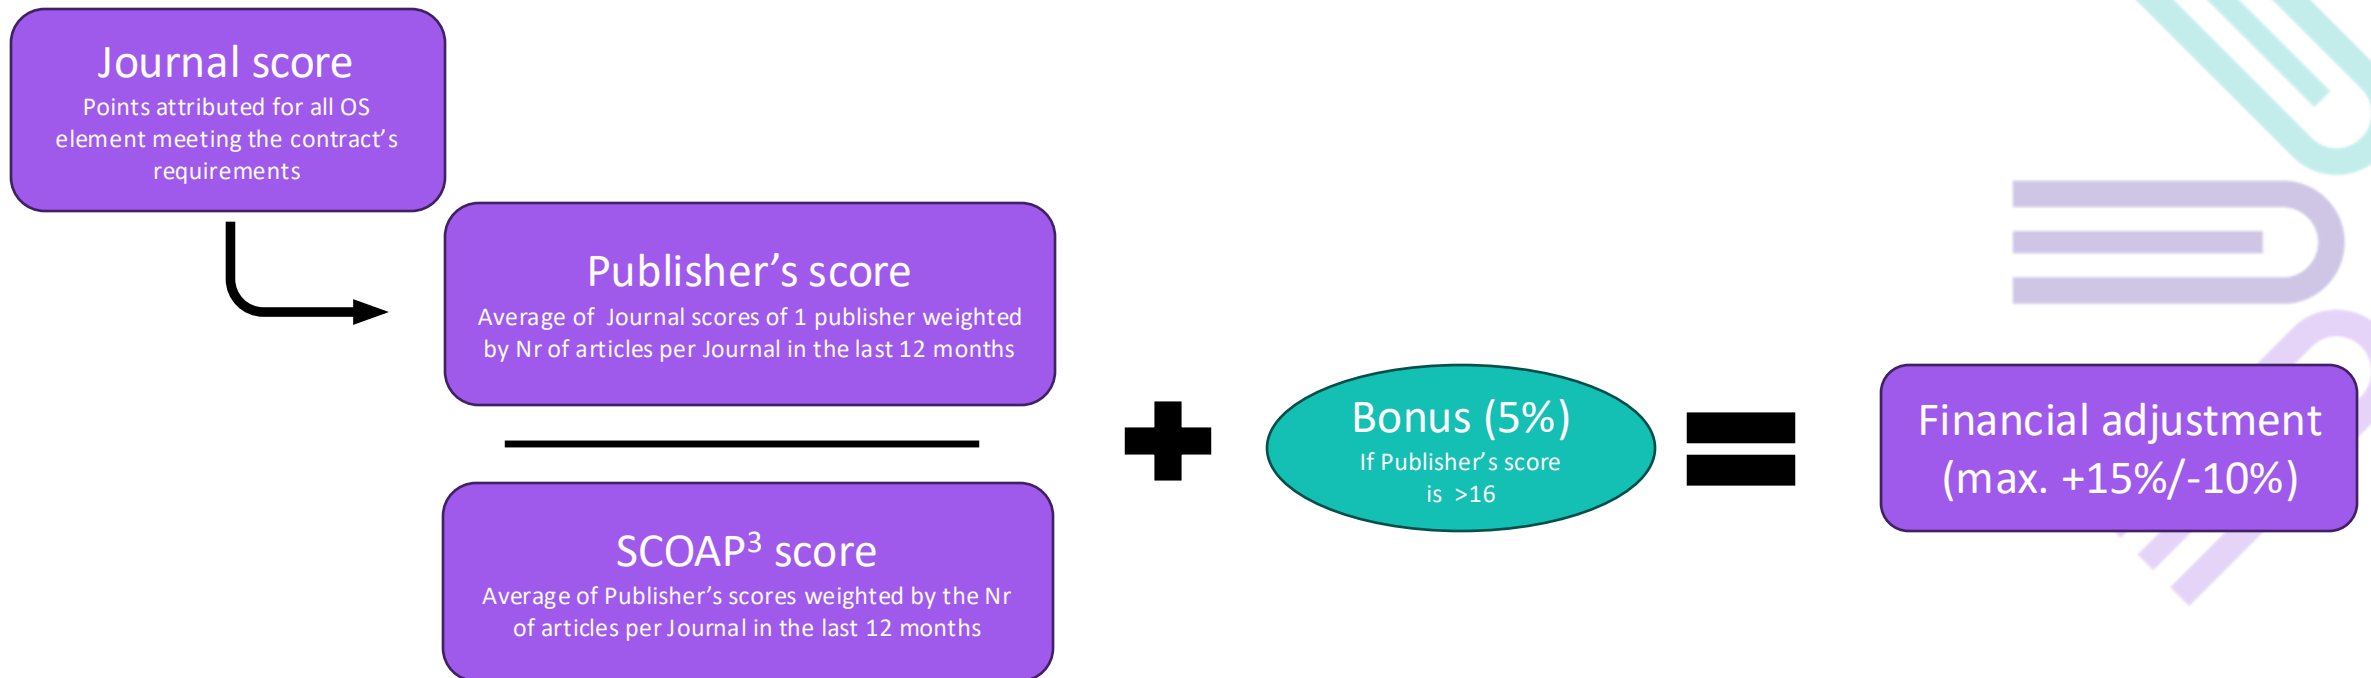 Journal score
Points attributed for all OS
element meeting the contract’s
requirements
Publisher’s score
Average of Journal scores of 1 publisher weighted
by Nr of articles per Journal in the last 12 months
SCOAP³ score
Average of Publisher’s scores weighted by the Nr
of articles per Journal in the last 12 months
Bonus (5%)
If Publisher’s score
is >16
Financial adjustment
(max. +15%/-10%)